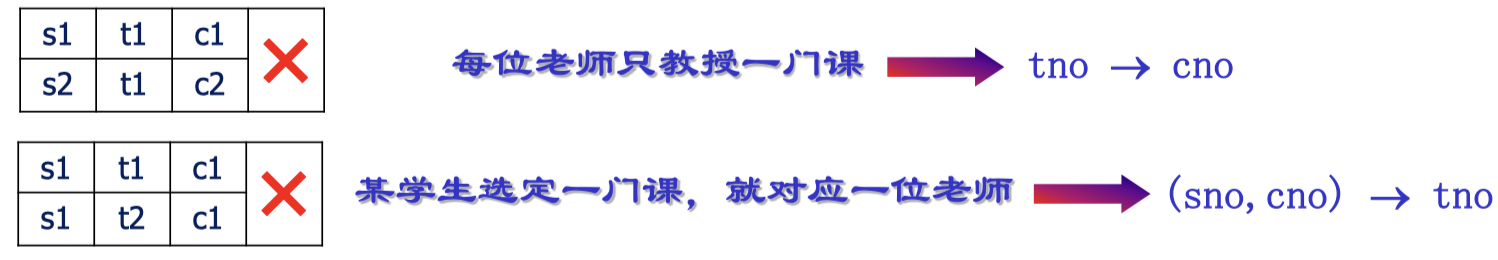 s1 t1 c1
s2 t1 c2
每位老师只教授一门课 tno → cno
s1 t1 c1
s1 t2 c1
某学生选定一门课，就对应一位老师 (sno, cno) → tno